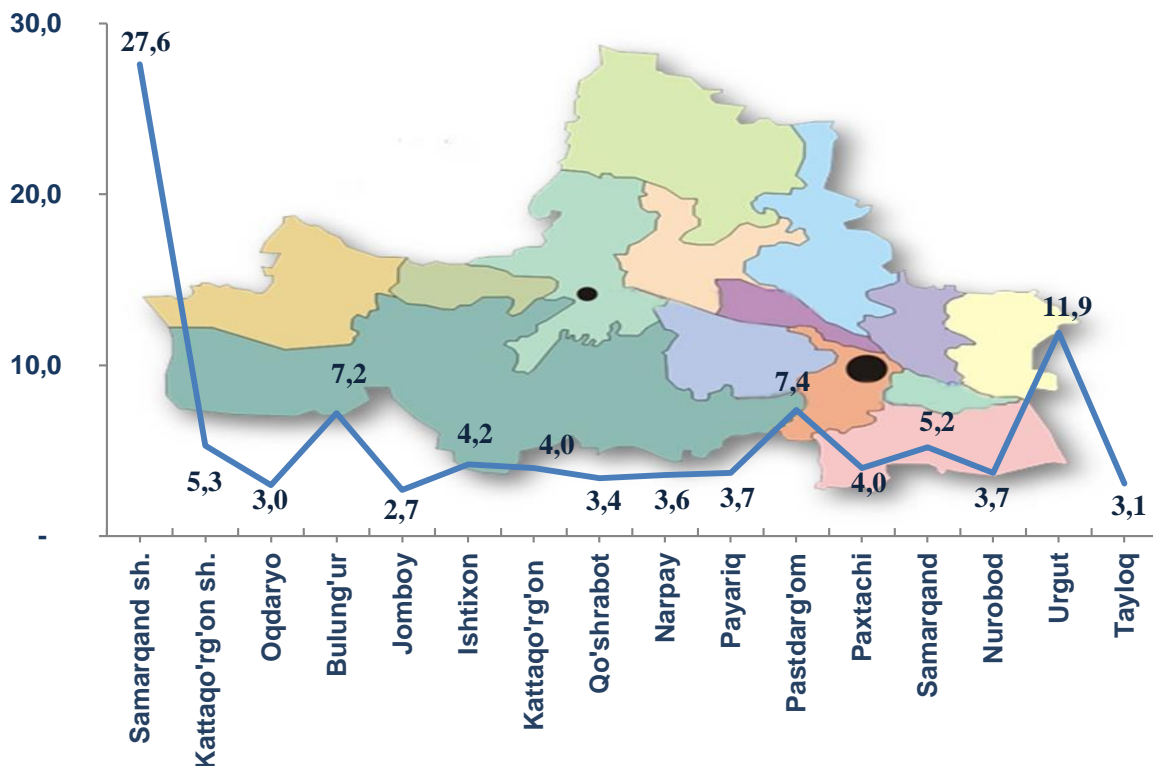 30,0
20,0
10,0
-
27,6
5,3
3,0
7,2
2,7
4,2
4,0
3,4
3,6
3,7
7,4
4,0
5,2
3,7
11,9
3,1
Samarqand sh.
Kattaqo'rg'on sh.
Oqdaryo
Bulung'ur
Jomboy
Ishtixon
Kattaqo'rg'on
Qo'shrabot
Narpay
Payariq
Pastdarg'om
Paxtachi
Samarqand
Nurobod
Urgut
Tayloq